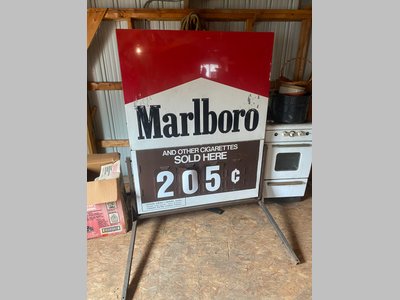 Marlboro
AND OTHER CIGARETTES
SOLD HERE
205¢